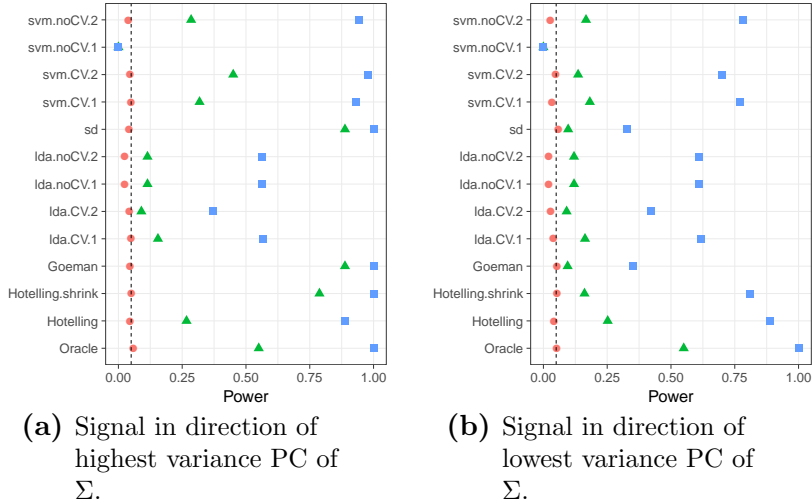 svm.noCV.2
svm.noCV.1
svm.CV.2
svm.CV.1
sd
lda.noCV.2
lda.noCV.1
lda.CV.2
lda.CV.1
Goeman
Hotelling.shrink
Hotelling
Oracle
0.00 0.25 0.50 0.75 1.00
Power
(a) Signal in direction of
highest variance PC of
Σ.
svm.noCV.2
svm.noCV.1
svm.CV.2
svm.CV.1
sd
lda.noCV.2
lda.noCV.1
lda.CV.2
lda.CV.1
Goeman
Hotelling.shrink
Hotelling
Oracle
0.00 0.25 0.50 0.75 1.00
Power
(b) Signal in direction of
lowest variance PC of
Σ.